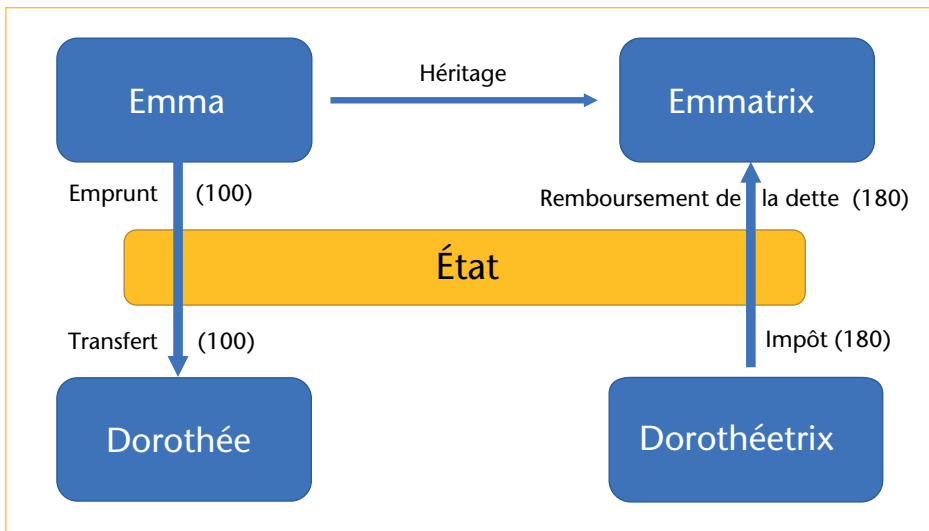 Emma
Héritage
Emmatrix
Emprunt (100)
Remboursement de la dette (180)
État
Transfert (100)
Impôt (180)
Dorothée
Dorothéetrix